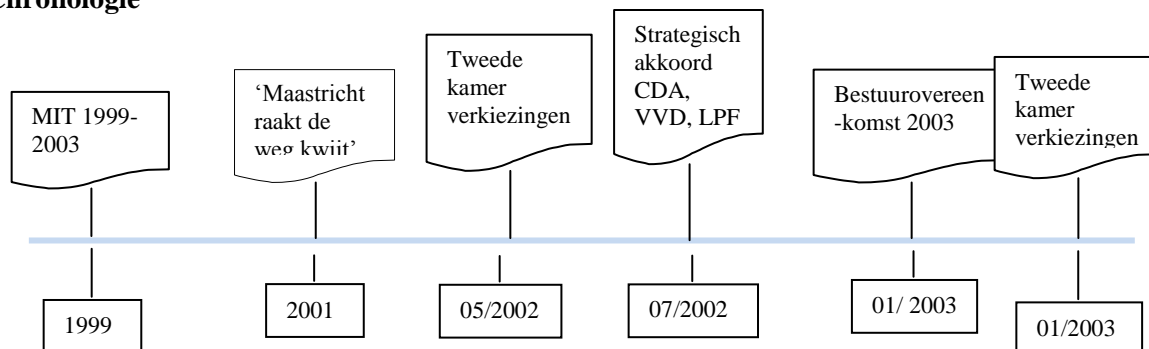 Chronologie
MIT 1999-
2003
‘Maastricht
raakt de
weg kwijt’
Tweede
kamer
verkiezingen
Strategisch
akkoord
CDA,
VVD, LPF
Bestuurovereen
-komst 2003
Tweede
kamer
verkiezingen
1999
2001
05/2002
07/2002
01/ 2003
01/2003